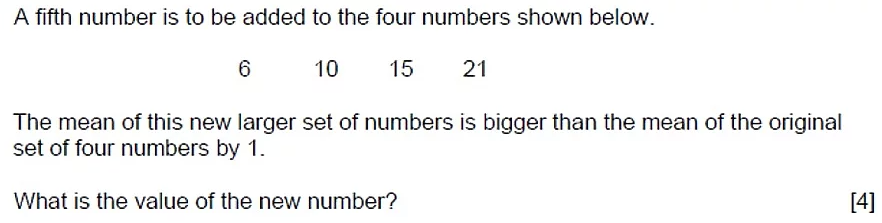 A fifth number is to be added to the four numbers shown below.
6 10 15 21
The mean of this new larger set of numbers is bigger than the mean of the original
set of four numbers by 1.
What is the value of the new number? [4]